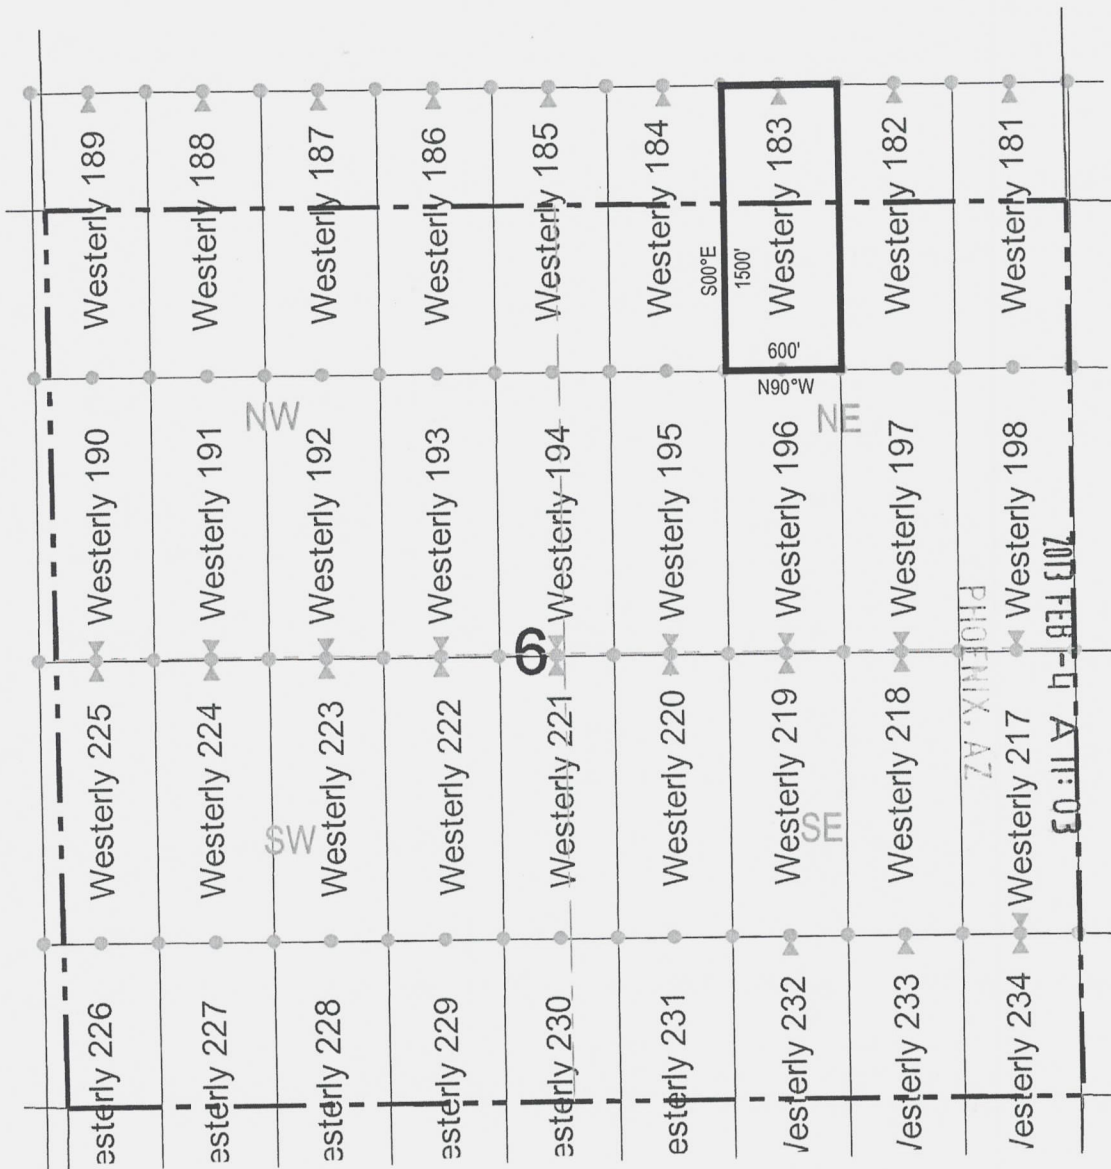 Westerly 189
Westerly 188
Westerly 187
Westerly 186
Westerly 185
Westerly 184
Westerly 183
Westerly 182
Westerly 181
S00°E
1500'
600'
N90°W
NW
NE
Westerly 190
Westerly 191
Westerly 192
Westerly 193
Westerly 194
Westerly 195
Westerly 196
Westerly 197
Westerly 198
6
2013 FEB -4 A 11: 03
PHOENIX, AZ
Westerly 225
Westerly 224
Westerly 223
Westerly 222
Westerly 221
Westerly 220
Westerly 219
Westerly 218
Westerly 217
SW
SE
esterly 226
esterly 227
esterly 228
esterly 229
esterly 230
esterly 231
Westerly 232
Westerly 233
Westerly 234